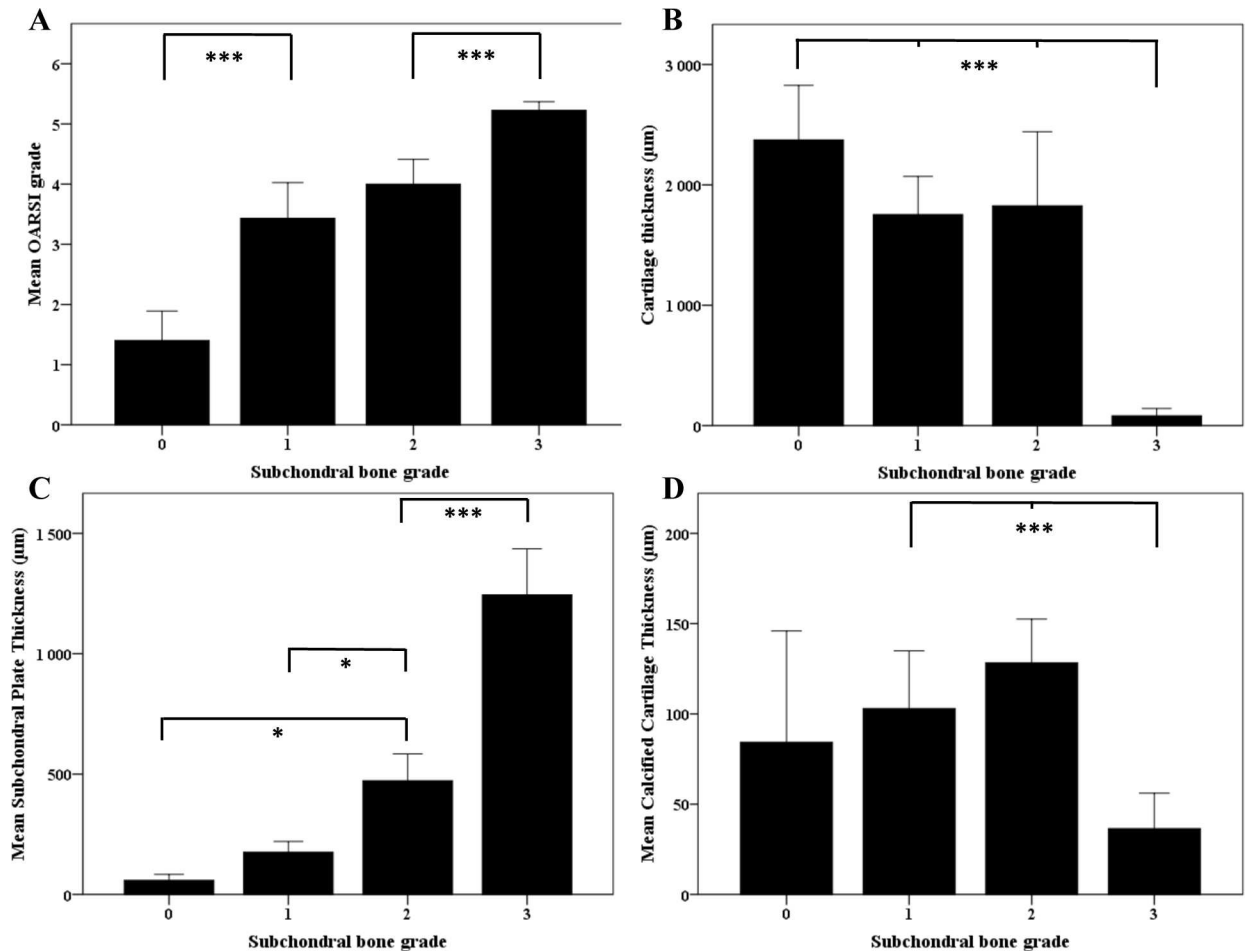 A
Mean OARSI grade
6
5
4
3
2
1
0
***
***
0 1 2 3
Subchondral bone grade
B
Cartilage thickness (µm)
3 000
2 000
1 000
0
***
0 1 2 3
Subchondral bone grade
C
Mean Subchondral Plate Thickness (µm)
1 500
1 000
500
0
***
*
*
0 1 2 3
Subchondral bone grade
D
Mean Calcified Cartilage Thickness (µm)
200
150
100
50
0
***
0 1 2 3
Subchondral bone grade